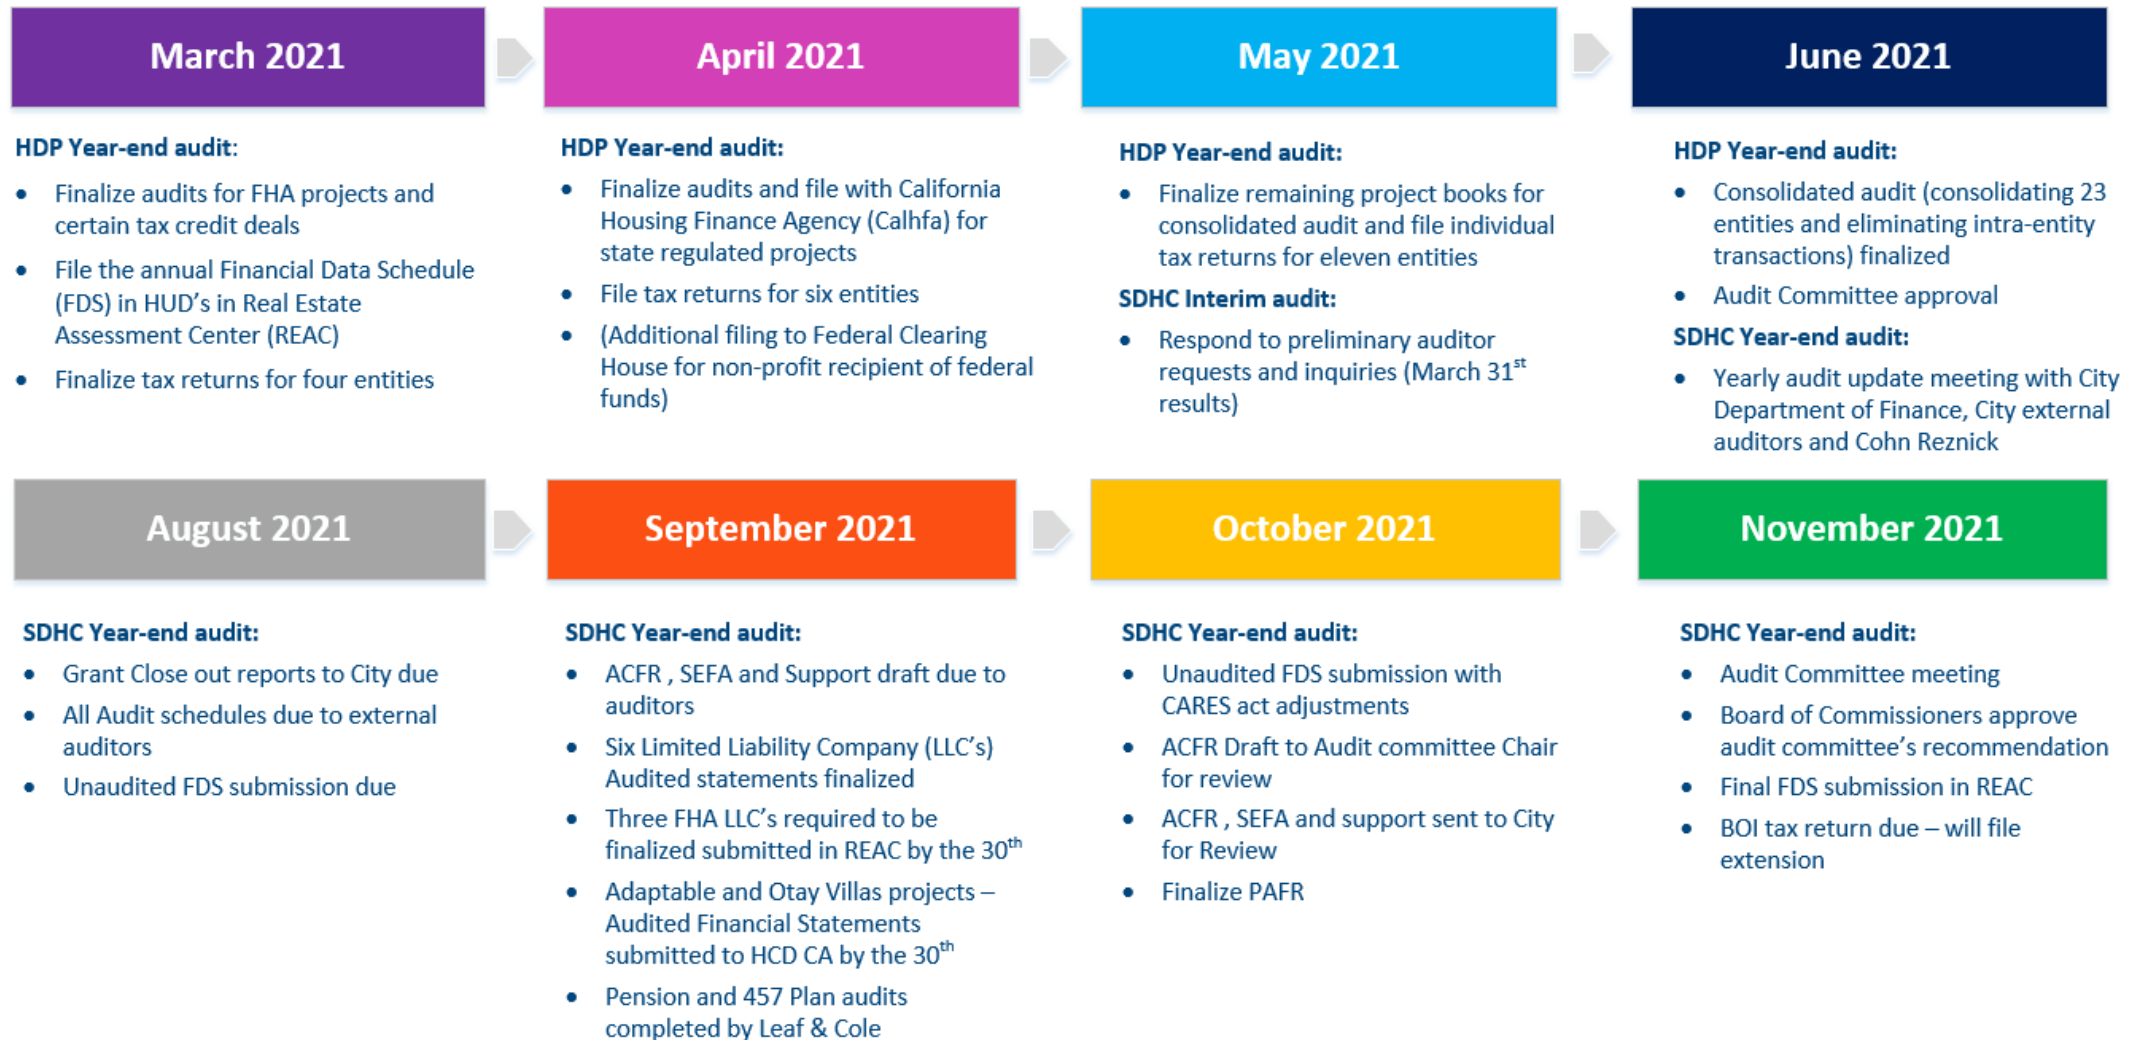 March 2021
HDP Year-end audit:
• Finalize audits for FHA projects and
certain tax credit deals
• File the annual Financial Data Schedule
(FDS) in HUD’s in Real Estate
Assessment Center (REAC)
• Finalize tax returns for four entities
April 2021
HDP Year-end audit:
• Finalize audits and file with California
Housing Finance Agency (Calhfa) for
state regulated projects
• File tax returns for six entities
• (Additional filing to Federal Clearing
House for non-profit recipient of federal
funds)
May 2021
HDP Year-end audit:
• Finalize remaining project books for
consolidated audit and file individual
tax returns for eleven entities
SDHC Interim audit:
• Respond to preliminary auditor
requests and inquiries (March 31st
results)
June 2021
HDP Year-end audit:
• Consolidated audit (consolidating 23
entities and eliminating intra-entity
transactions) finalized
• Audit Committee approval
SDHC Year-end audit:
• Yearly audit update meeting with City
Department of Finance, City external
auditors and Cohn Reznick
August 2021
SDHC Year-end audit:
• Grant Close out reports to City due
• All Audit schedules due to external
auditors
• Unaudited FDS submission due
September 2021
SDHC Year-end audit:
• ACFR , SEFA and Support draft due to
auditors
• Six Limited Liability Company (LLC’s)
Audited statements finalized
• Three FHA LLC’s required to be
finalized submitted in REAC by the 30th
• Adaptable and Otay Villas projects –
Audited Financial Statements
submitted to HCD CA by the 30th
• Pension and 457 Plan audits
completed by Leaf & Cole
October 2021
SDHC Year-end audit:
• Unaudited FDS submission with
CARES act adjustments
• ACFR Draft to Audit committee Chair
for review
• ACFR , SEFA and support sent to City
for Review
• Finalize PAFR
November 2021
SDHC Year-end audit:
• Audit Committee meeting
• Board of Commissioners approve
audit committee’s recommendation
• Final FDS submission in REAC
• BOI tax return due – will file
extension